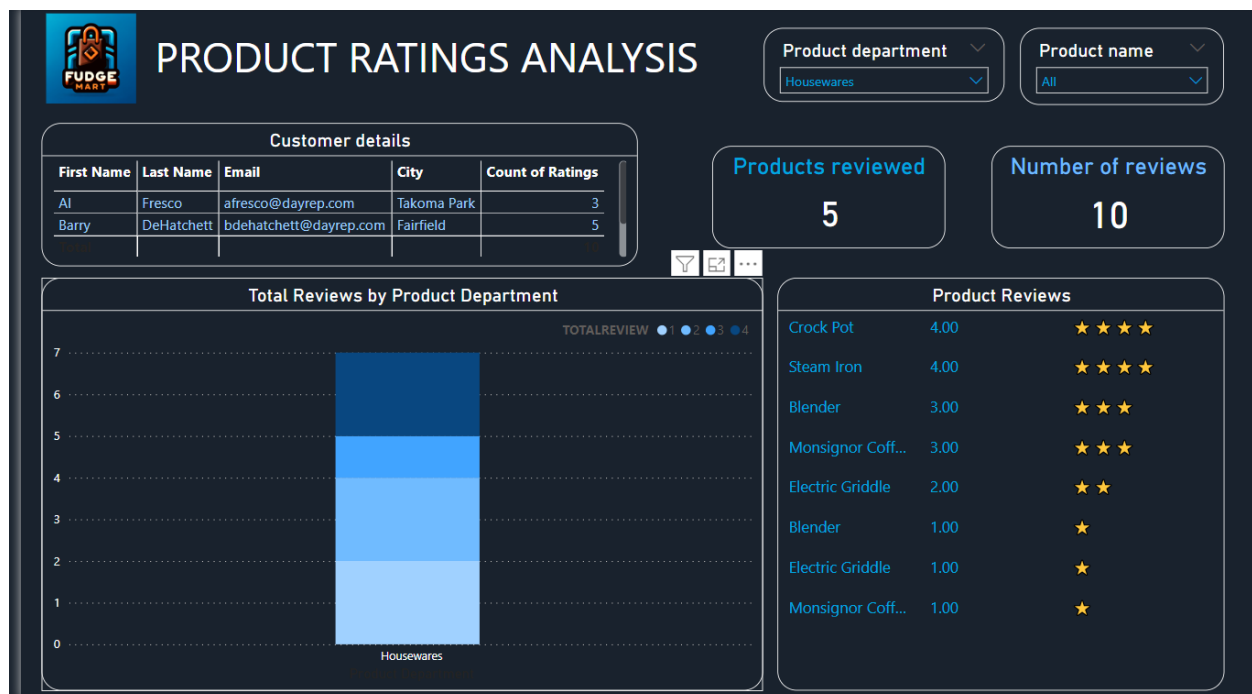 FUDGE
MART
PRODUCT RATINGS ANALYSIS
Product department
Housewares
Product name
All
Customer details
First Name Last Name Email City Count of Ratings
Al Fresco afresco@dayrep.com Takoma Park 3
Barry DeHatchett bdehatchett@dayrep.com Fairfield 5
Products reviewed
5
Number of reviews
10
Total Reviews by Product Department
TOTALREVIEW 1 2 3 4
7
6
5
4
3
2
1
0
Housewares
Product Reviews
Crock Pot 4.00
Steam Iron 4.00
Blender 3.00
Monsignor Coff... 3.00
Electric Griddle 2.00
Blender 1.00
Electric Griddle 1.00
Monsignor Coff... 1.00